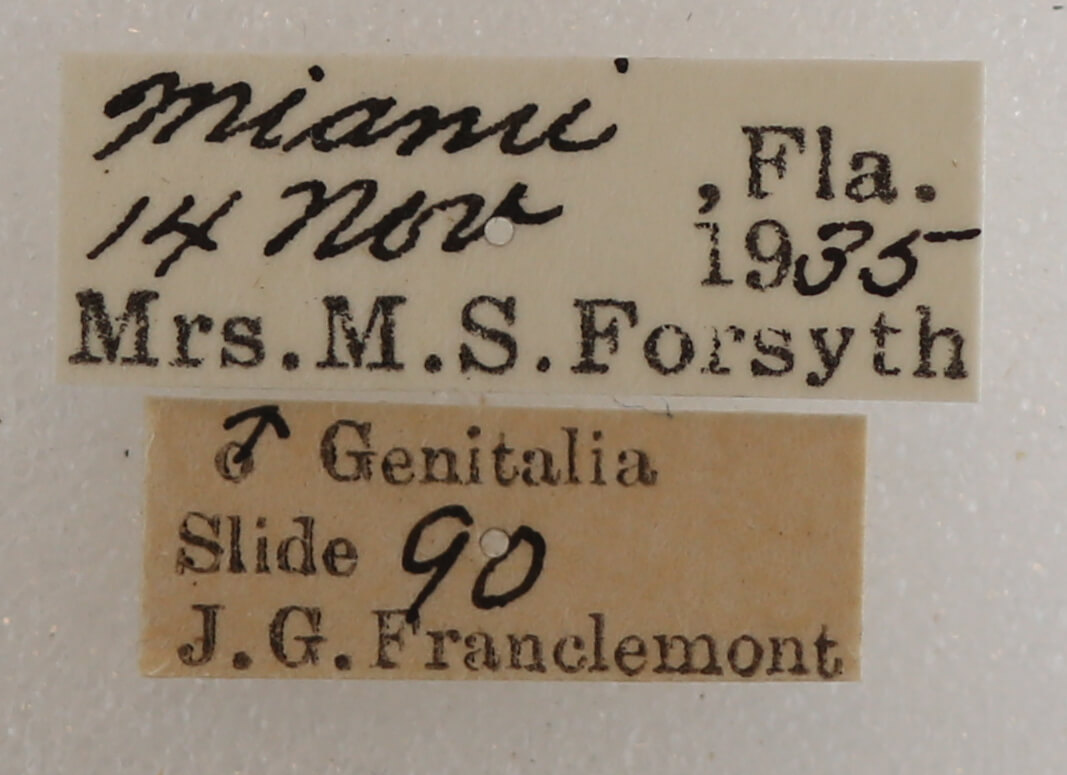 Miami, Fla.
14 Nov 1935
Mrs. M. S. Forsyth
♂ Genitalia
Slide 90
J. G. Franclemont